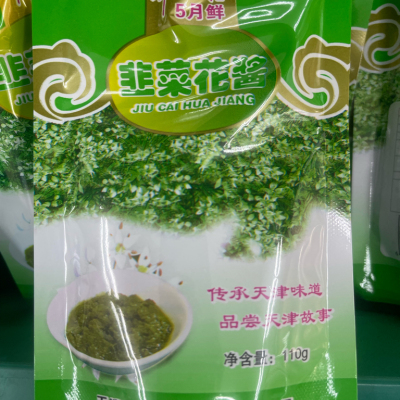 5月鲜
韭菜花酱
JIU CAI HUA JIANG
传承天津味道
品尝天津故事
净含量：110g